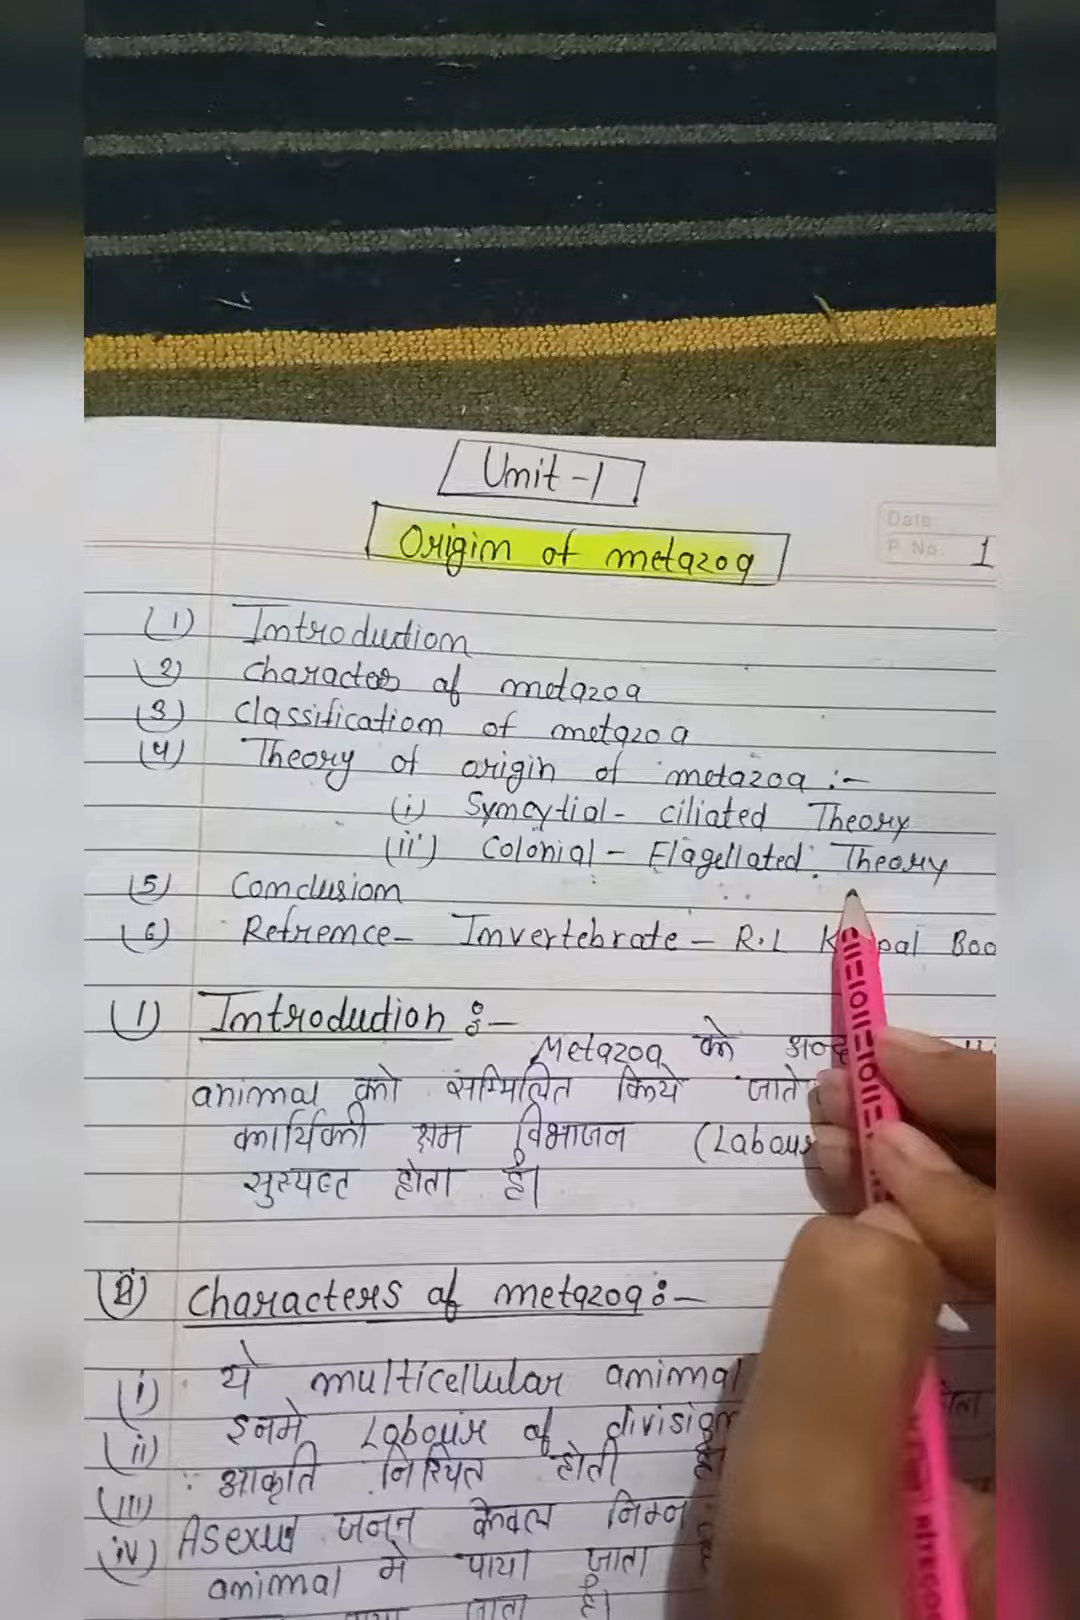 Unit-1
Origin of metazoa
Date:
P. No. 1
(1) Introduction
(2) Characters of metazoa
(3) Classification of metazoa
(4) Theory of origin of metazoa :-
(i) Syncytial - ciliated Theory
(ii) Colonial - Flagellated Theory
(5) Conclusion
(6) Refrence - Invertebrate - R.L
(1) Introduction :-
Metazoa के
animal को सम्मिलित किये जाते
कार्यिकी श्रम विभाजन (Labour
होता है।
(2) Characters of metazoa :-
(i) ये multicellular animal
(ii) इनमे Labour of division
(iii) आकृति निश्चित होती
(iv) Asexual जनन केवल निम्न
animal मे पाया जाता
जाता है।